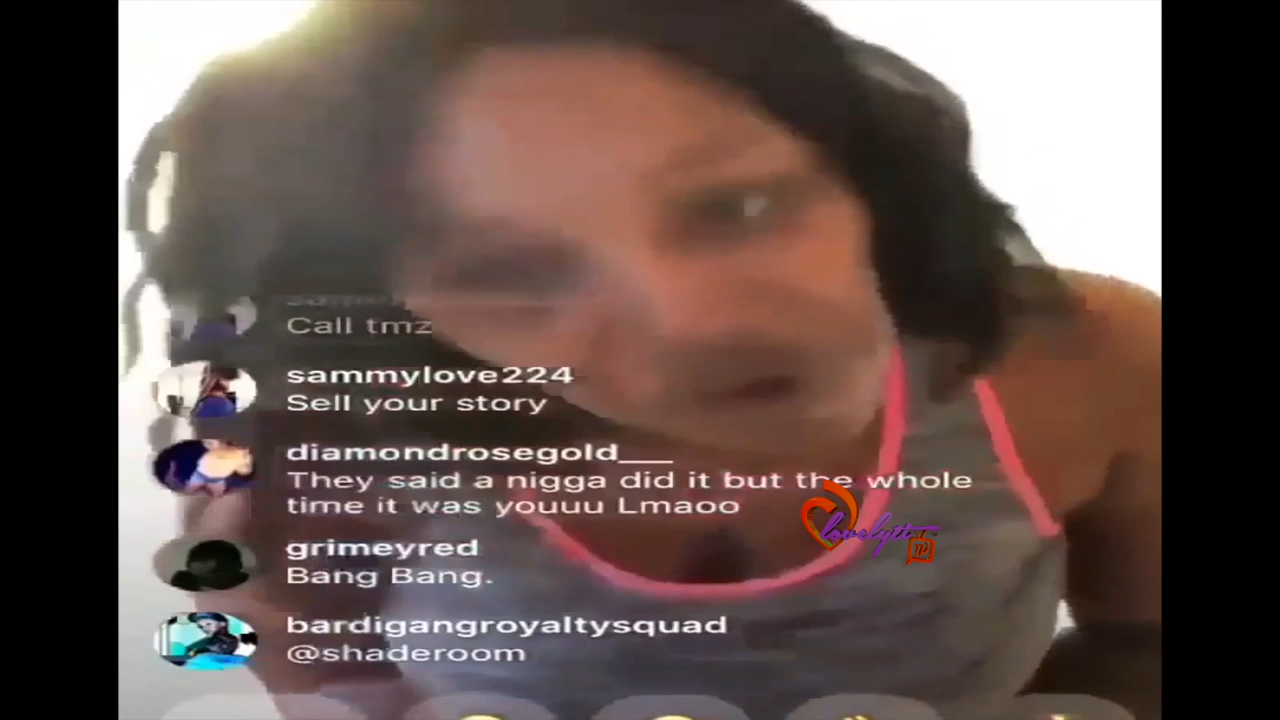 Call tmz
sammylove224
Sell your story
diamondrosegold___
They said a nigga did it but the whole
time it was youuu Lmaoo
grimeyred
Bang Bang.
bardigangroyaltysquad
@shaderoom
lovelytitv